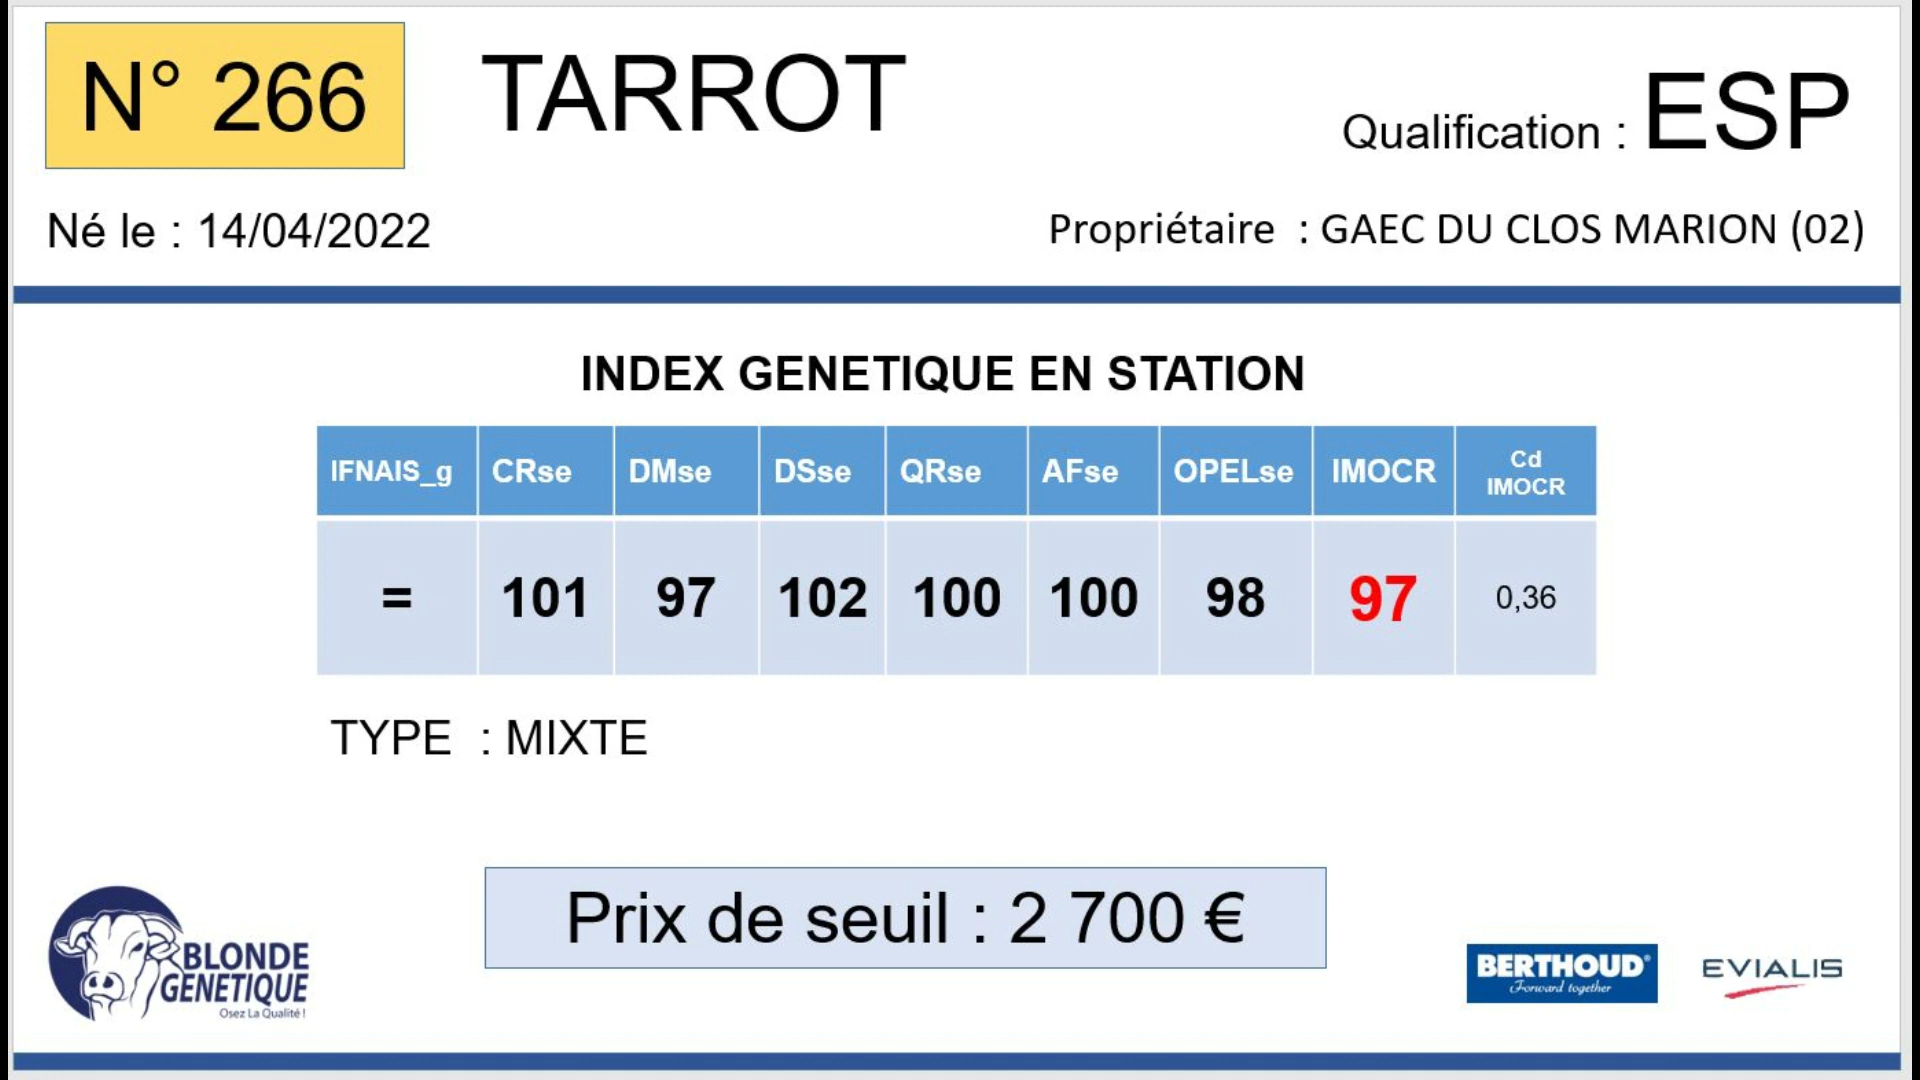 N° 266
TARROT
Qualification : ESP
Né le : 14/04/2022
Propriétaire : GAEC DU CLOS MARION (02)
INDEX GENETIQUE EN STATION
IFNAIS_g CRse DMse DSse QRse AFse OPELse IMOCR Cd IMOCR
= 101 97 102 100 100 98 97 0,36
TYPE : MIXTE
Prix de seuil : 2 700 €
BLONDE
GENETIQUE
Osez La Qualité !
BERTHOUD®
Forward together
EVIALIS